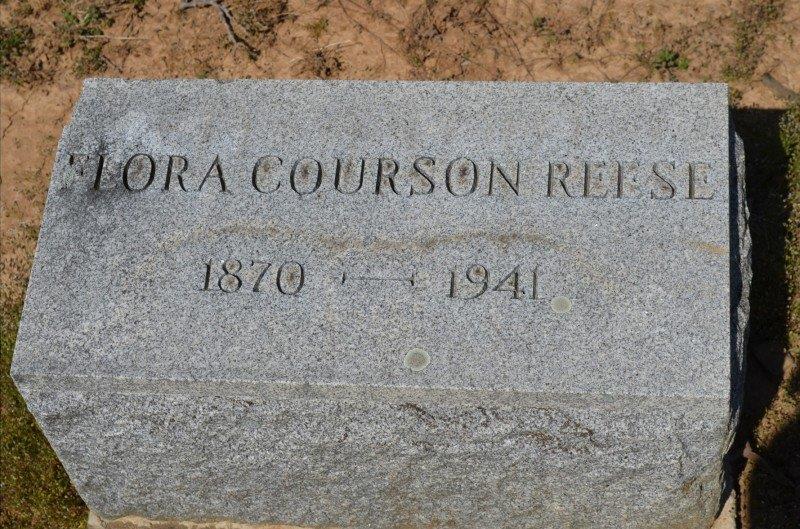 FLORA COURSON REESE
1870 — 1941